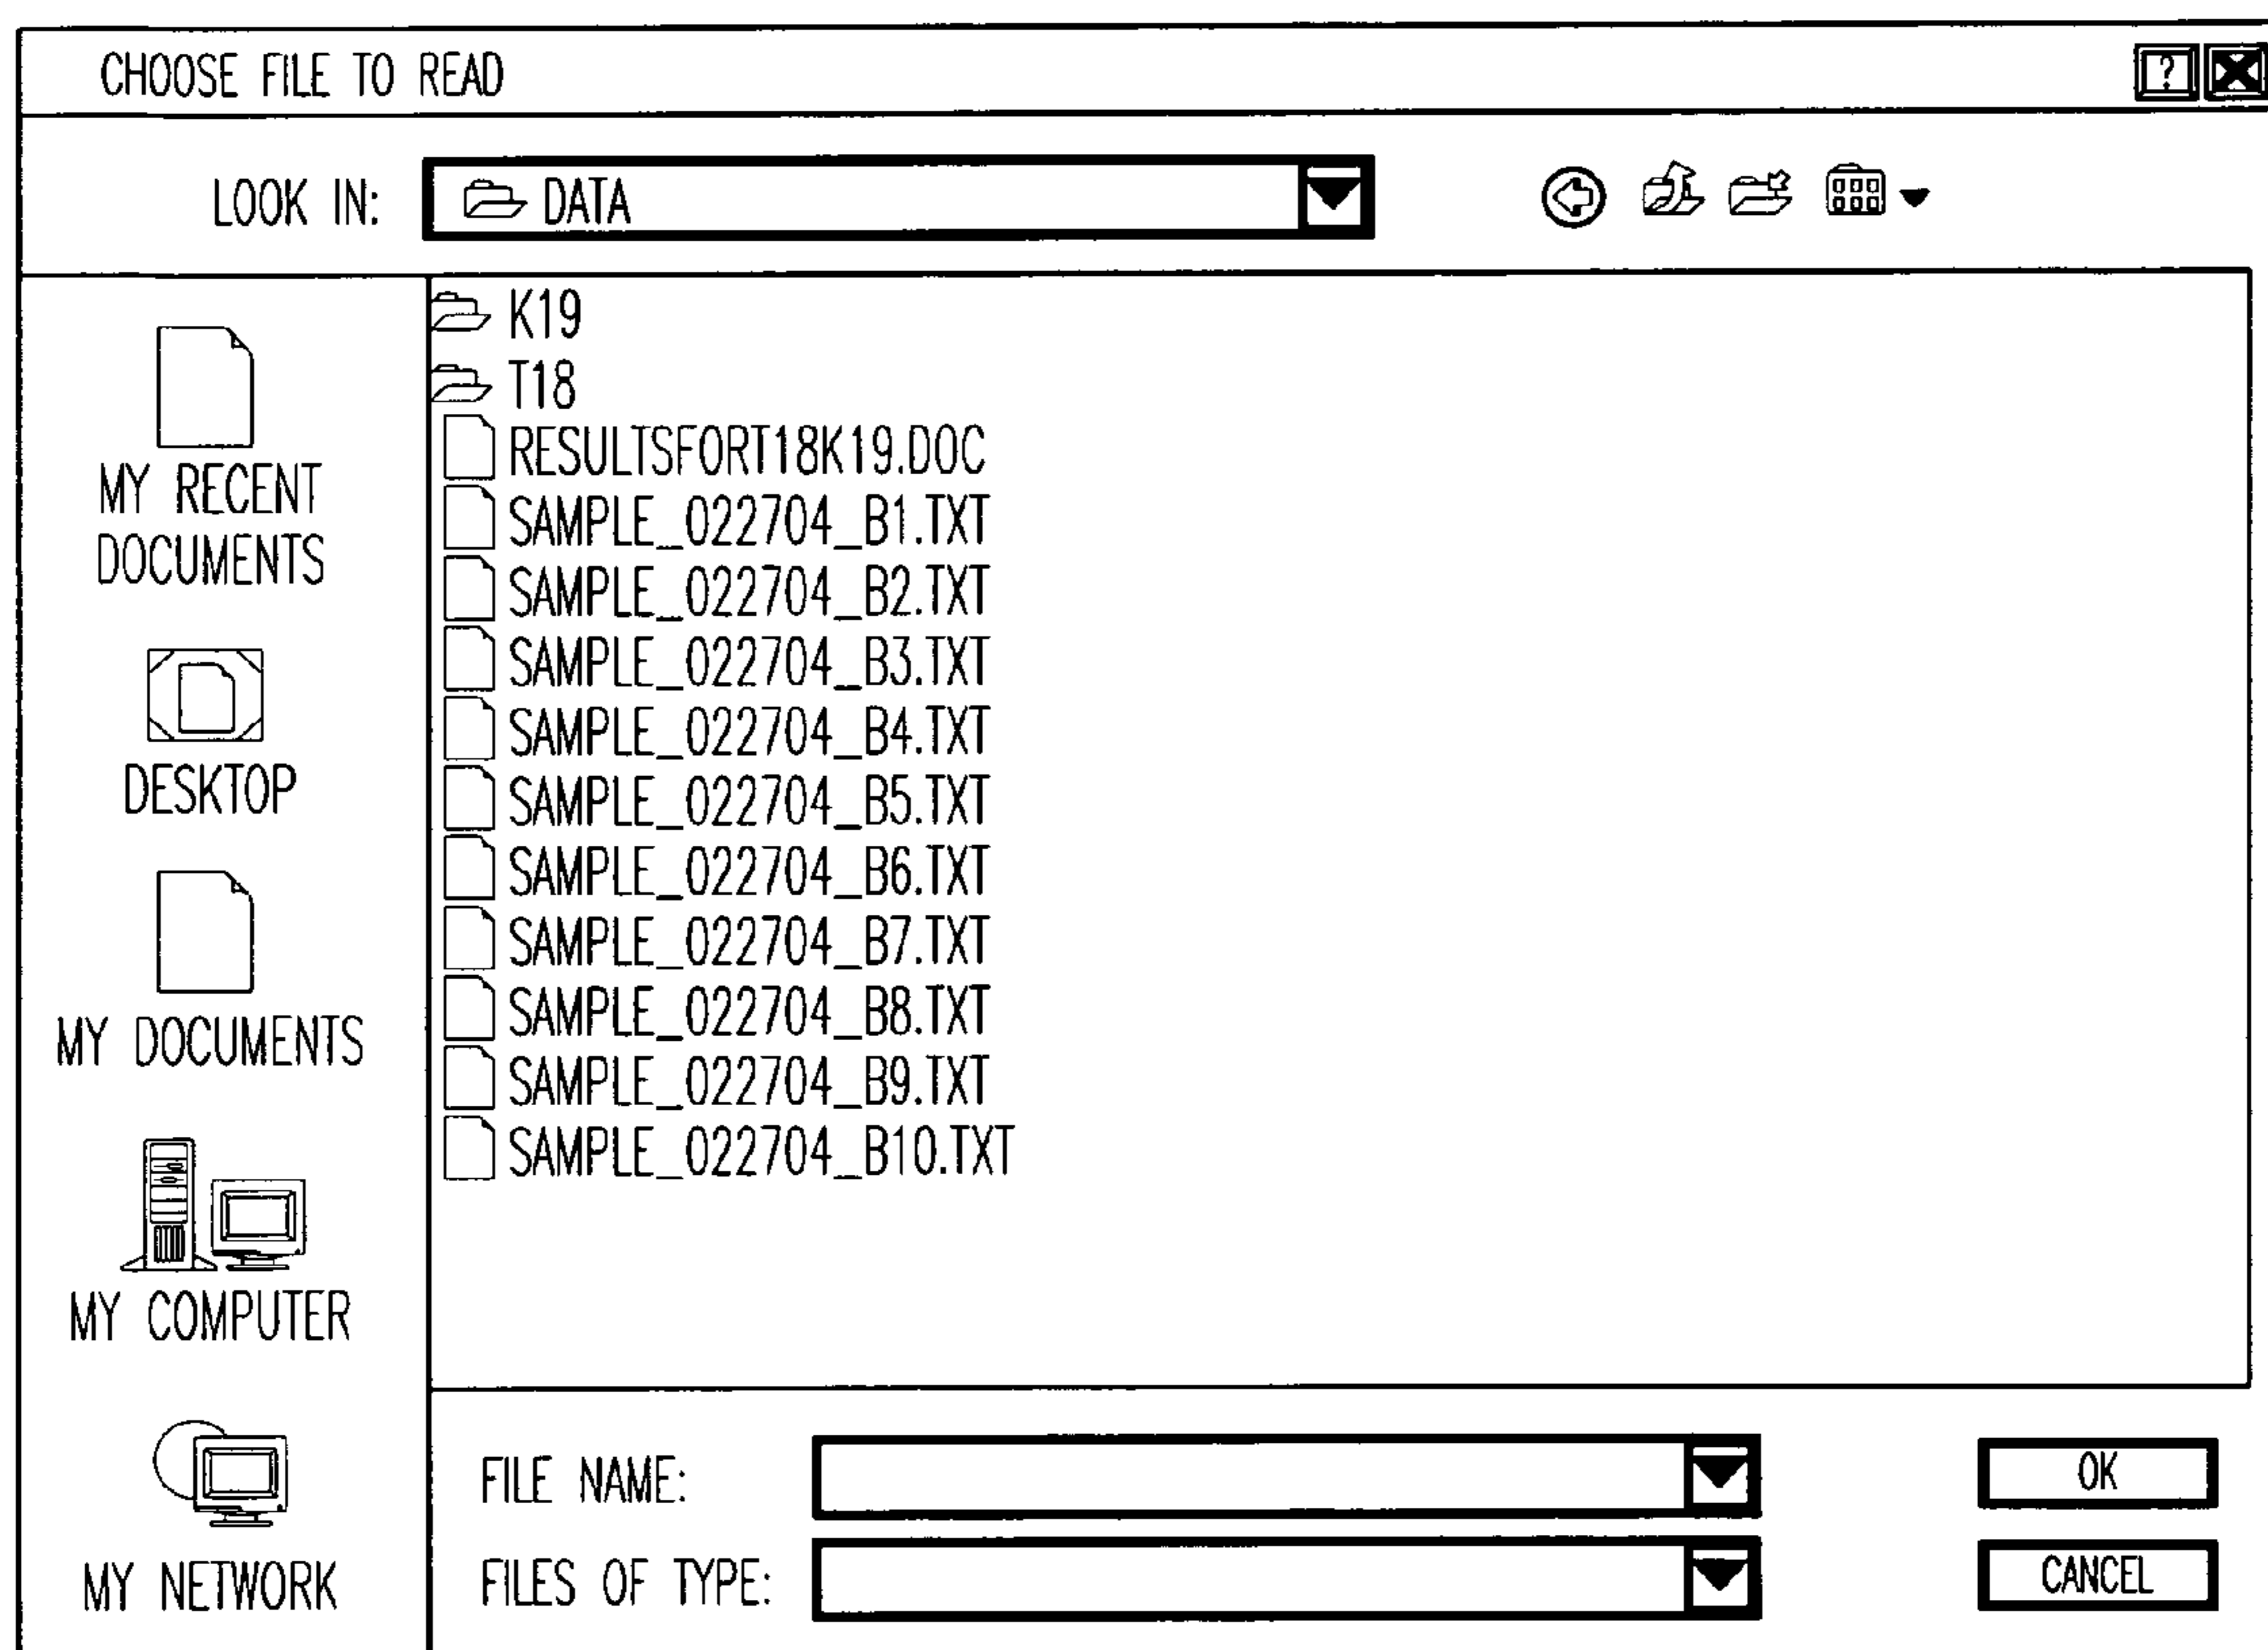 CHOOSE FILE TO READ
?
LOOK IN:
DATA
MY RECENT
DOCUMENTS
DESKTOP
MY DOCUMENTS
MY COMPUTER
MY NETWORK
K19
T18
RESULTSFORT18K19.DOC
SAMPLE_022704_B1.TXT
SAMPLE_022704_B2.TXT
SAMPLE_022704_B3.TXT
SAMPLE_022704_B4.TXT
SAMPLE_022704_B5.TXT
SAMPLE_022704_B6.TXT
SAMPLE_022704_B7.TXT
SAMPLE_022704_B8.TXT
SAMPLE_022704_B9.TXT
SAMPLE_022704_B10.TXT
FILE NAME:
OK
FILES OF TYPE:
CANCEL